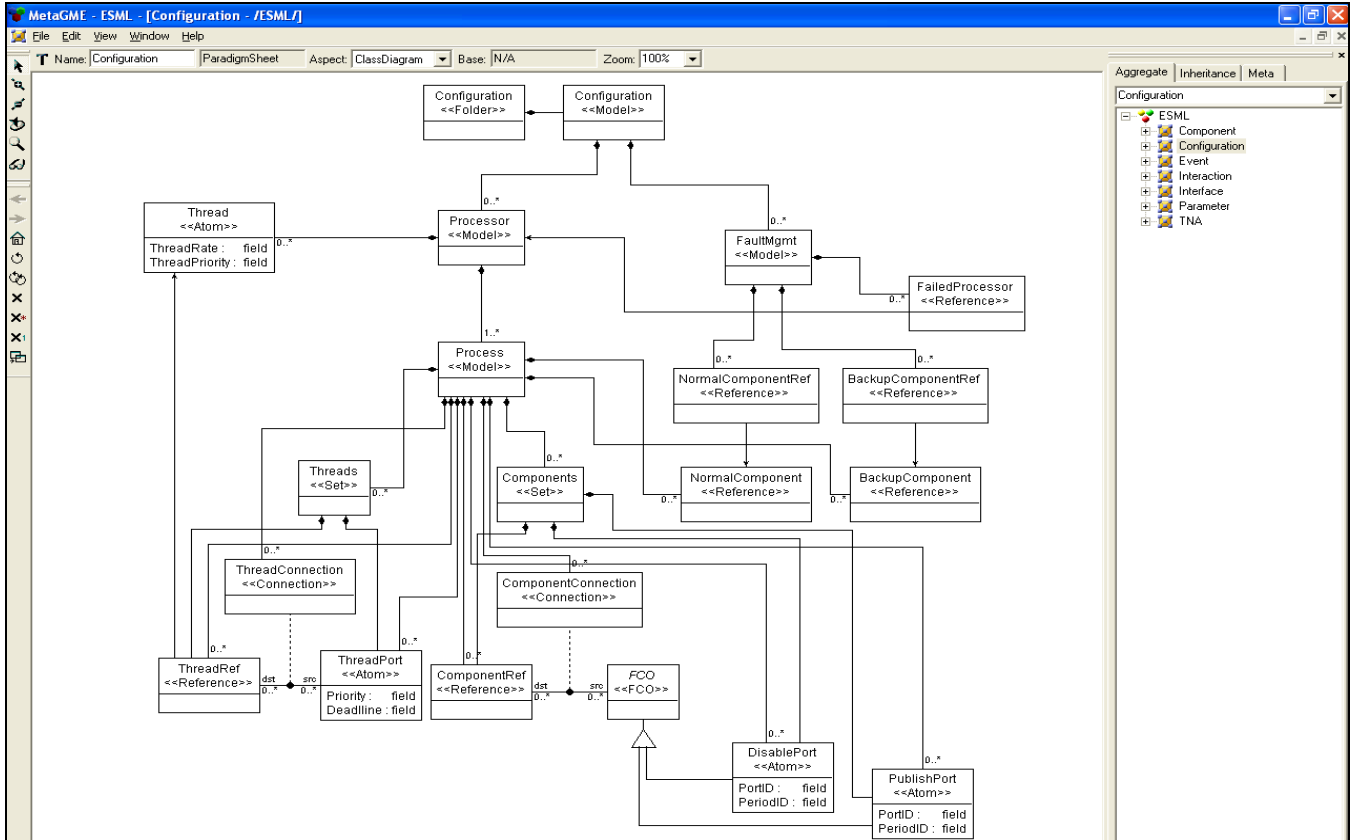 MetaGME - ESML - [Configuration - /ESML/]
File Edit View Window Help
Name: Configuration ParadigmSheet Aspect: ClassDiagram Base: N/A Zoom: 100%
Aggregate Inheritance Meta
Configuration
ESML
Component
Configuration
Event
Interaction
Interface
Parameter
TNA
Configuration
<<Folder>>
Configuration
<<Model>>
0..*
0..*
Thread
<<Atom>>
ThreadRate : field
ThreadPriority : field
0..*
Processor
<<Model>>
FaultMgmt
<<Model>>
FailedProcessor
<<Reference>>
0..*
1..*
Process
<<Model>>
0..*
NormalComponentRef
<<Reference>>
0..*
BackupComponentRef
<<Reference>>
Threads
<<Set>>
0..*
0..*
Components
<<Set>>
NormalComponent
<<Reference>>
0..*
BackupComponent
<<Reference>>
0..*
0..*
ThreadConnection
<<Connection>>
0..*
ComponentConnection
<<Connection>>
0..*
ThreadRef
<<Reference>>
dst
0..*
src
0..*
0..*
ThreadPort
<<Atom>>
Priority : field
Deadlline : field
0..*
ComponentRef
<<Reference>>
dst
0..*
src
0..*
FCO
<<FCO>>
0..*
DisablePort
<<Atom>>
PortID : field
PeriodID : field
0..*
PublishPort
<<Atom>>
PortID : field
PeriodID : field